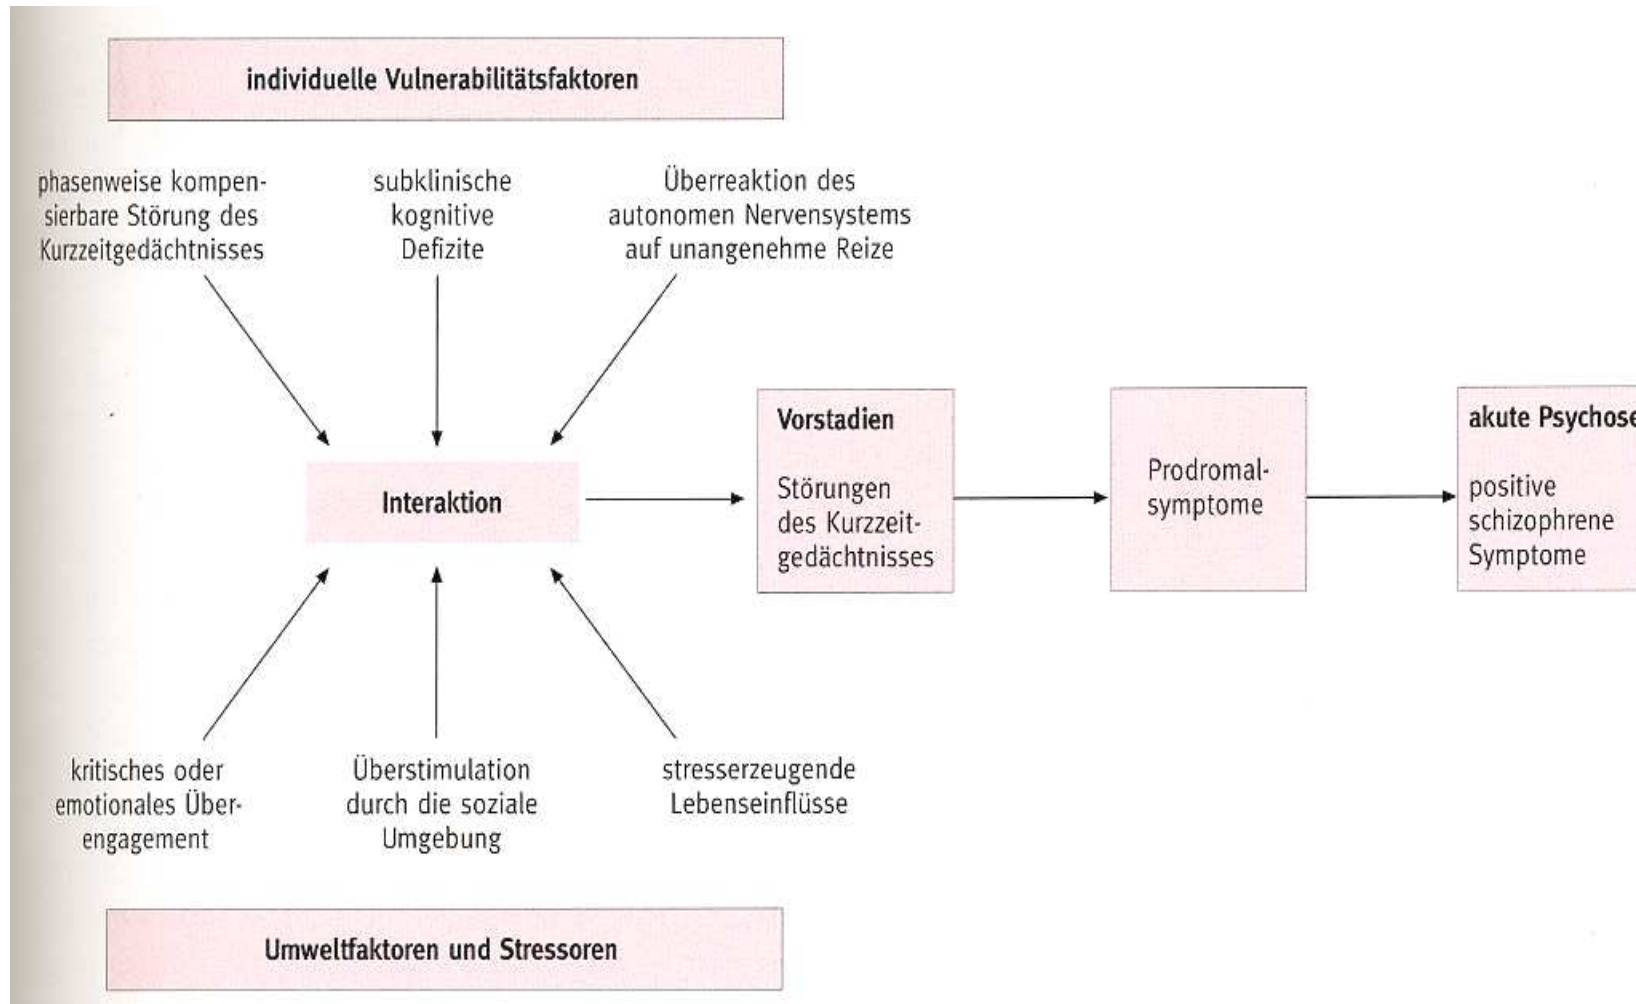 individuelle Vulnerabilitätsfaktoren
phasenweise kompen-
sierbare Störung des
Kurzzeitgedächtnisses
subklinische
kognitive
Defizite
Überreaktion des
autonomen Nervensystems
auf unangenehme Reize
Interaktion
Vorstadien
Störungen
des Kurzzeit-
gedächtnisses
Prodromal-
symptome
akute Psychose
positive
schizophrene
Symptome
kritisches oder
emotionales Über-
engagement
Überstimulation
durch die soziale
Umgebung
stresserzeugende
Lebenseinflüsse
Umweltfaktoren und Stressoren